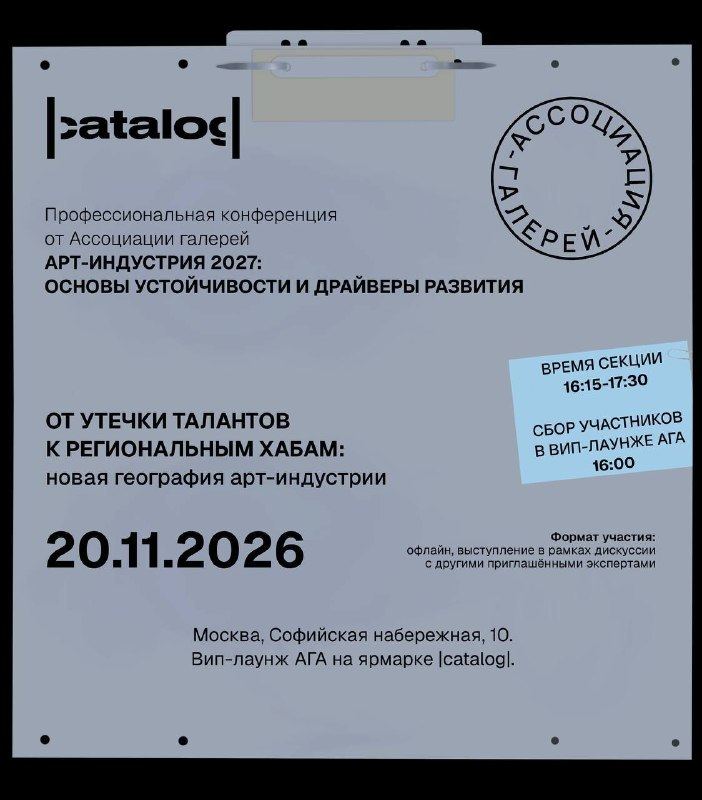 |catalog|
АССОЦИАЦИЯ-ГАЛЕРЕЙ-
Профессиональная конференция
от Ассоциации галерей
АРТ-ИНДУСТРИЯ 2027:
ОСНОВЫ УСТОЙЧИВОСТИ И ДРАЙВЕРЫ РАЗВИТИЯ
ВРЕМЯ СЕКЦИИ
16:15-17:30
СБОР УЧАСТНИКОВ
В ВИП-ЛАУНЖЕ АГА
16:00
ОТ УТЕЧКИ ТАЛАНТОВ
К РЕГИОНАЛЬНЫМ ХАБАМ:
новая география арт-индустрии
20.11.2026
Формат участия:
офлайн, выступление в рамках дискуссии
с другими приглашёнными экспертами
Москва, Софийская набережная, 10.
Вип-лаунж АГА на ярмарке |catalog|.